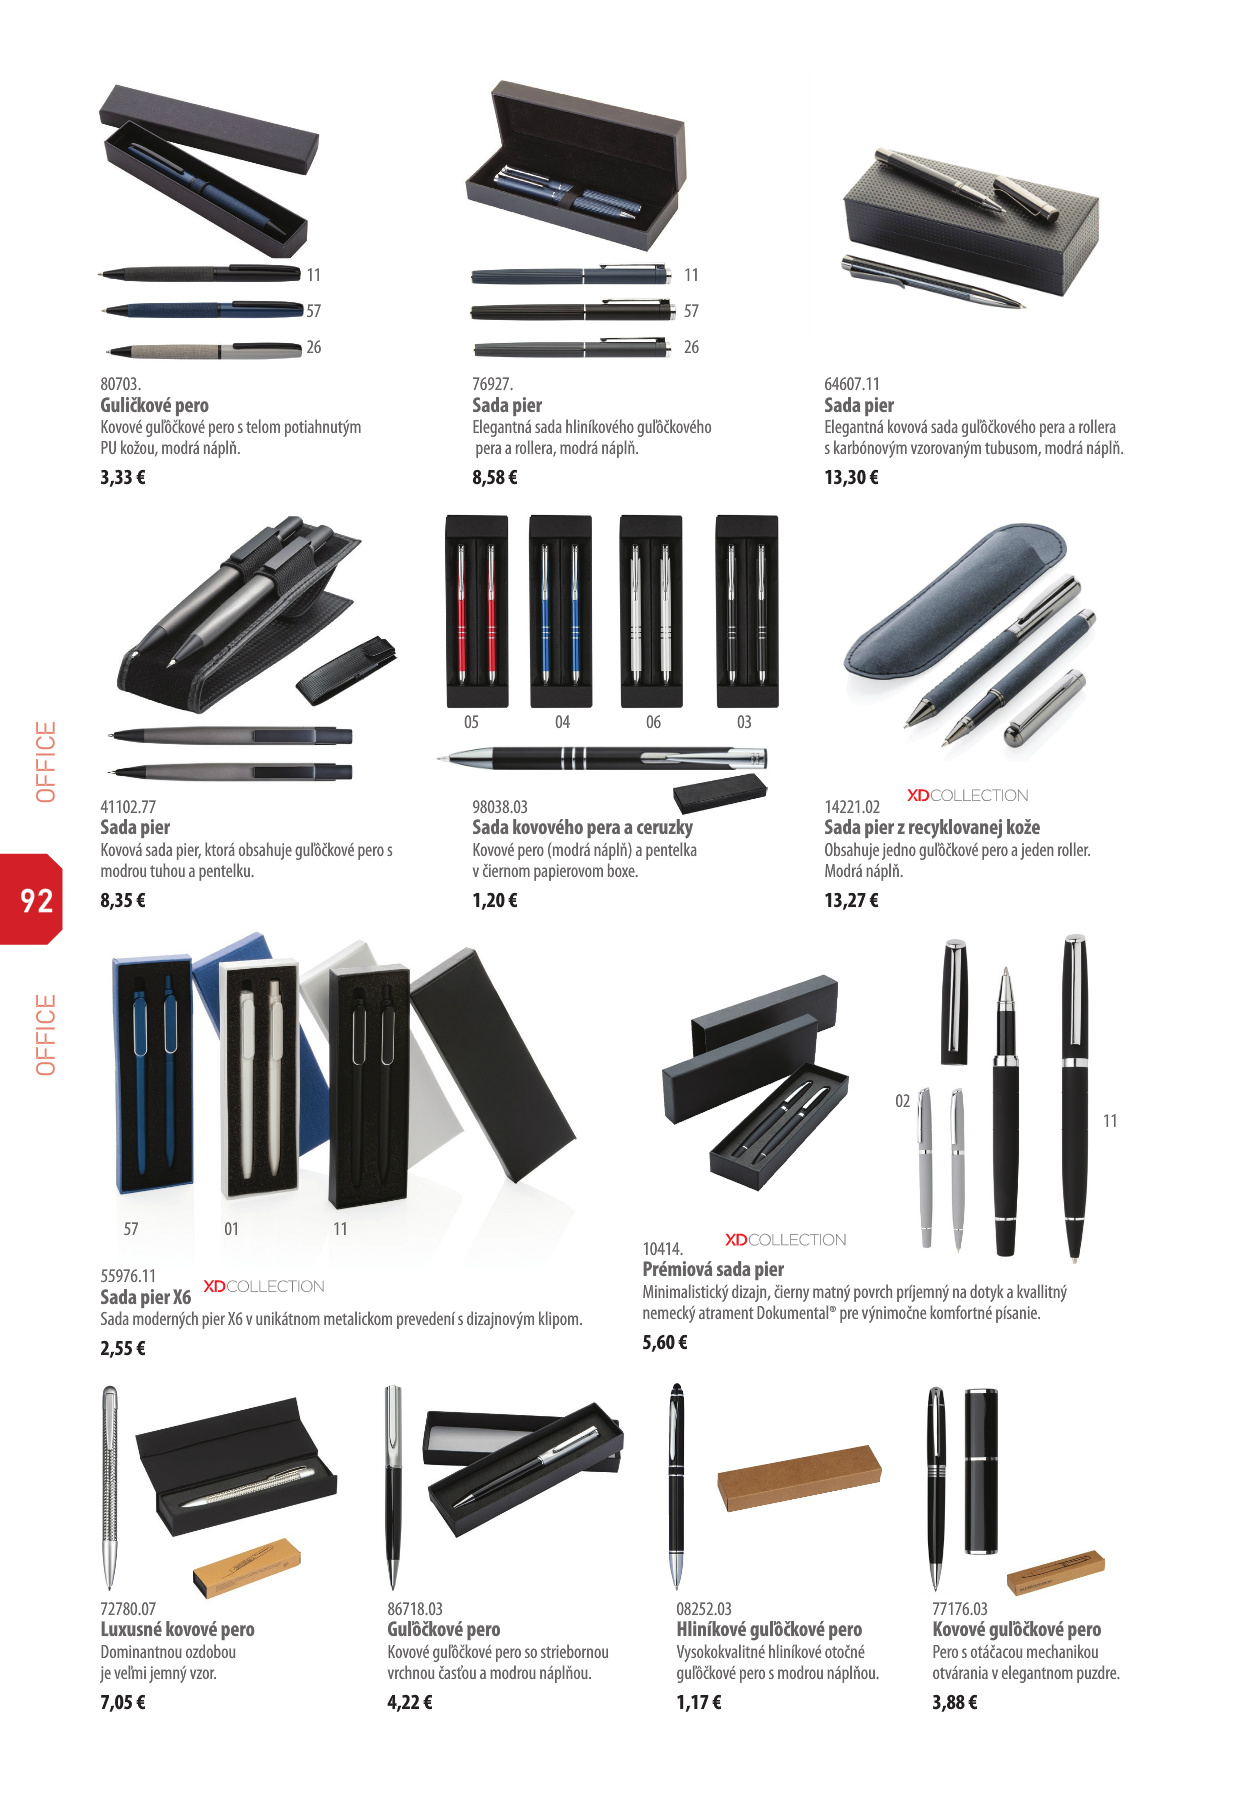 11
57
26
80703.
Guličkové pero
Kovové guľôčkové pero s telom potiahnutým
PU kožou, modrá náplň.
3,33 €
11
57
26
76927.
Sada pier
Elegantná sada hliníkového guľôčkového
pera a rollera, modrá náplň.
8,58 €
64607.11
Sada pier
Elegantná kovová sada guľôčkového pera a rollera
s karbónovým vzorovaným tubusom, modrá náplň.
13,30 €
OFFICE
92
OFFICE
41102.77
Sada pier
Kovová sada pier, ktorá obsahuje guľôčkové pero s
modrou tuhou a pentelku.
8,35 €
05 04 06 03
98038.03
Sada kovového pera a ceruzky
Kovové pero (modrá náplň) a pentelka
v čiernom papierovom boxe.
1,20 €
XDCOLLECTION
14221.02
Sada pier z recyklovanej kože
Obsahuje jedno guľôčkové pero a jeden roller.
Modrá náplň.
13,27 €
57 01 11
55976.11
XDCOLLECTION
Sada pier X6
Sada moderných pier X6 v unikátnom metalickom prevedení s dizajnovým klipom.
2,55 €
02
11
XDCOLLECTION
10414.
Prémiová sada pier
Minimalistický dizajn, čierny matný povrch príjemný na dotyk a kvallitný
nemecký atrament Dokumental® pre výnimočne komfortné písanie.
5,60 €
72780.07
Luxusné kovové pero
Dominantnou ozdobou
je veľmi jemný vzor.
7,05 €
86718.03
Guľôčkové pero
Kovové guľôčkové pero so striebornou
vrchnou časťou a modrou náplňou.
4,22 €
08252.03
Hliníkové guľôčkové pero
Vysokokvalitné hliníkové otočné
guľôčkové pero s modrou náplňou.
1,17 €
77176.03
Kovové guľôčkové pero
Pero s otáčacou mechanikou
otvárania v elegantnom puzdre.
3,88 €